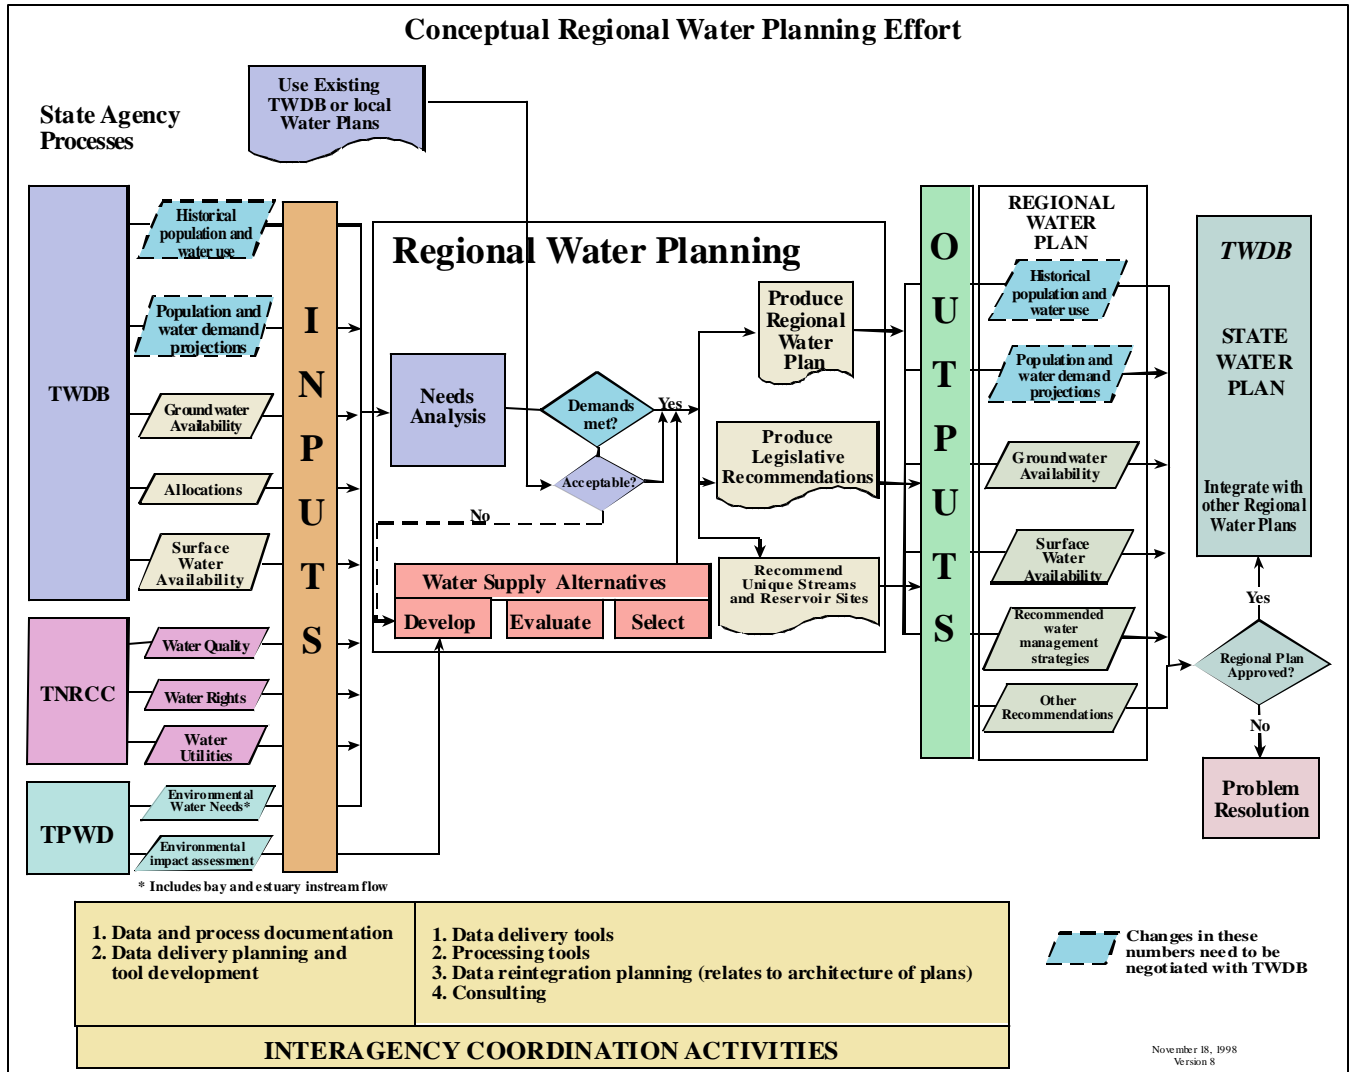 Conceptual Regional Water Planning Effort
State Agency
Processes
Use Existing
TWDB or local
Water Plans
TWDB
Historical
population and
water use
Population and
water demand
projections
Groundwater
Availability
Allocations
Surface
Water
Availability
TNRCC
Water Quality
Water Rights
Water
Utilities
TPWD
Environmental
Water Needs*
Environmental
impact assessment
* Includes bay and estuary instream flow
I
N
P
U
T
S
Regional Water Planning
Needs
Analysis
Demands
met?
Yes
Acceptable?
No
Water Supply Alternatives
Develop
Evaluate
Select
Produce
Regional
Water
Plan
Produce
Legislative
Recommendations
Recommend
Unique Streams
and Reservoir Sites
O
U
T
P
U
T
S
REGIONAL
WATER
PLAN
Historical
population and
water use
Population and
water demand
projections
Groundwater
Availability
Surface
Water
Availability
Recommended
water
management
strategies
Other
Recommendations
TWDB
STATE
WATER
PLAN
Integrate with
other Regional
Water Plans
Yes
Regional Plan
Approved?
No
Problem
Resolution
1. Data and process documentation
2. Data delivery planning and
tool development
1. Data delivery tools
2. Processing tools
3. Data reintegration planning (relates to architecture of plans)
4. Consulting
INTERAGENCY COORDINATION ACTIVITIES
Changes in these
numbers need to be
negotiated with TWDB
November 18, 1998
Version 8